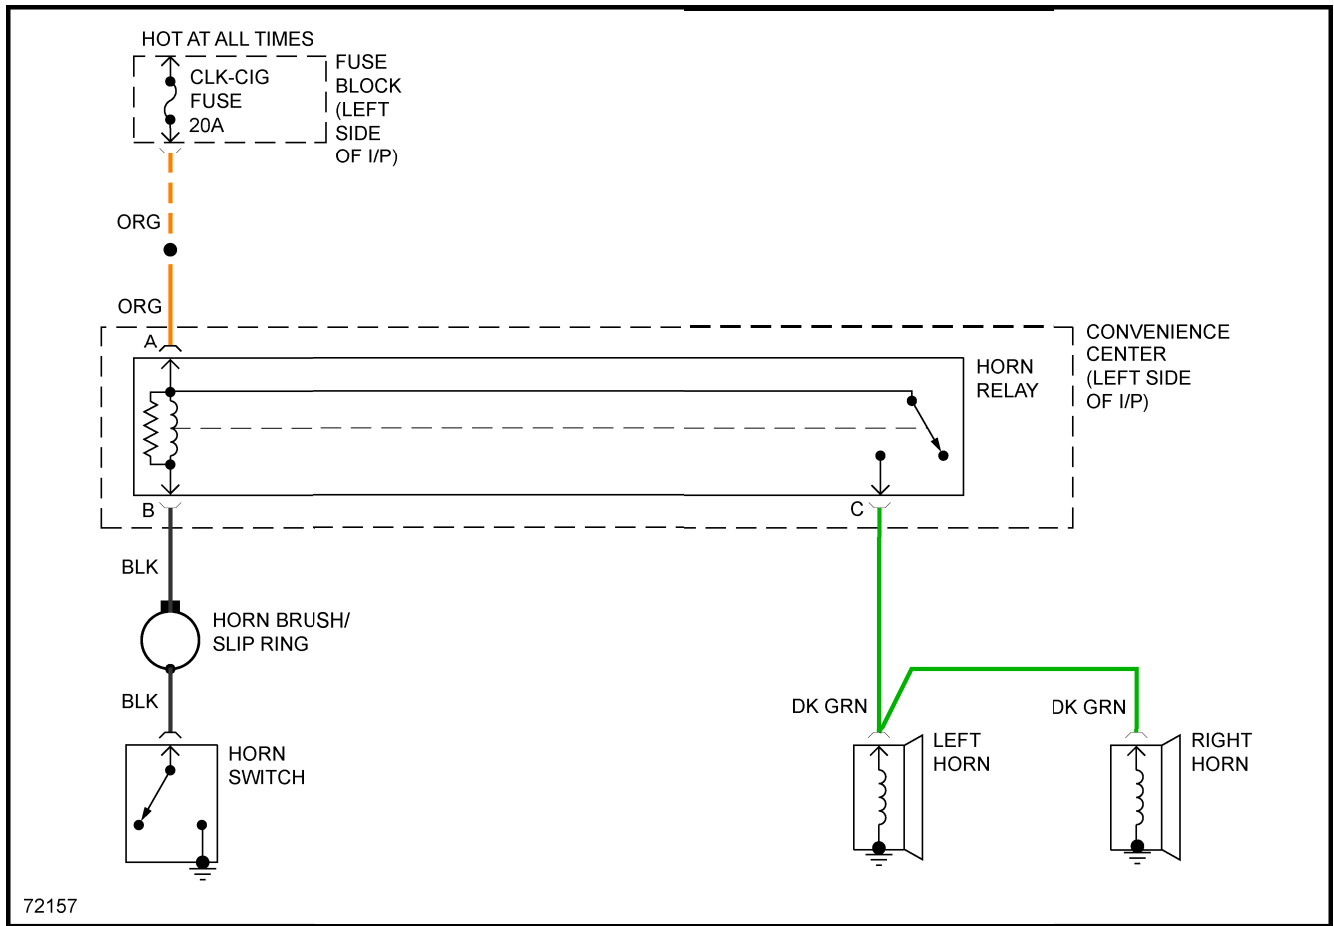 HOT AT ALL TIMES
CLK-CIG
FUSE
20A
FUSE
BLOCK
(LEFT
SIDE
OF I/P)
ORG
ORG
A
CONVENIENCE
CENTER
(LEFT SIDE
OF I/P)
HORN
RELAY
B
C
BLK
HORN BRUSH/
SLIP RING
BLK
DK GRN
DK GRN
HORN
SWITCH
LEFT
HORN
RIGHT
HORN
72157